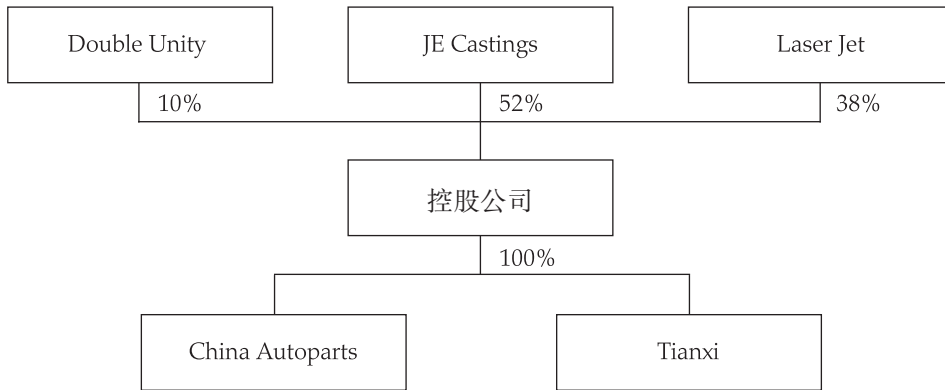 Double Unity
JE Castings
Laser Jet
10%
52%
38%
控股公司
100%
China Autoparts
Tianxi